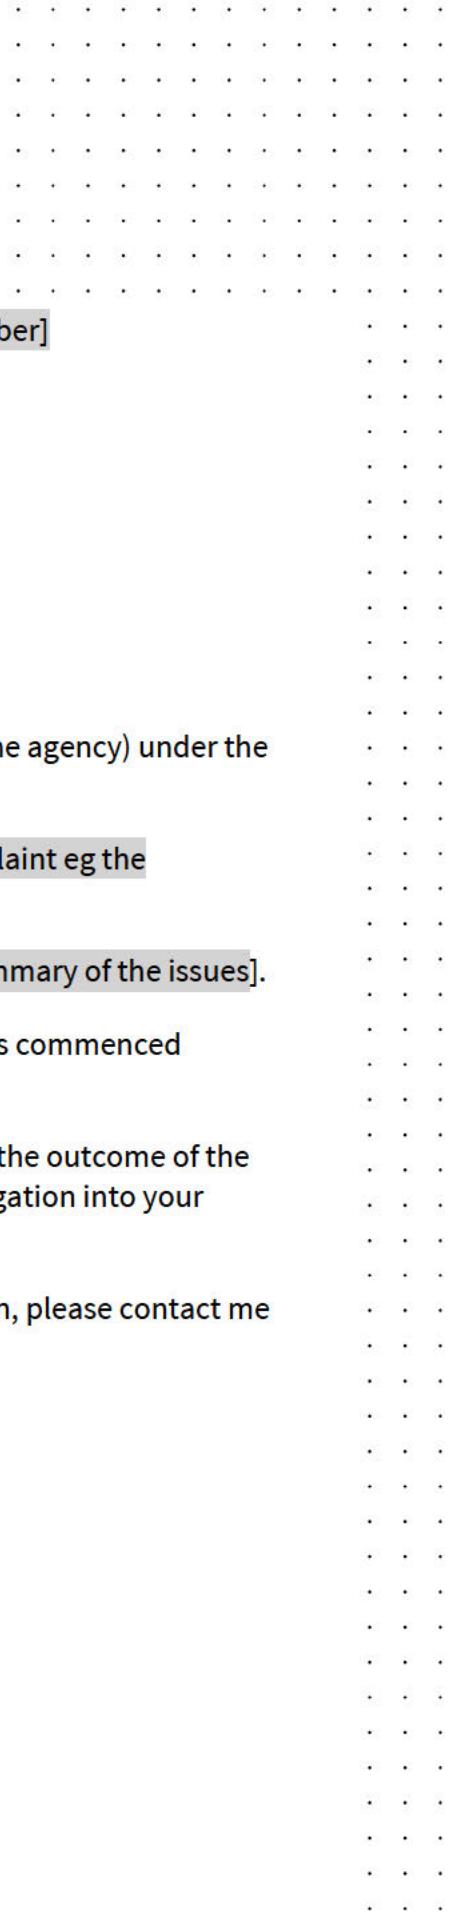 ber]
he agency) under the
laint eg the
mmary of the issues].
s commenced
the outcome of the
gation into your
n, please contact me